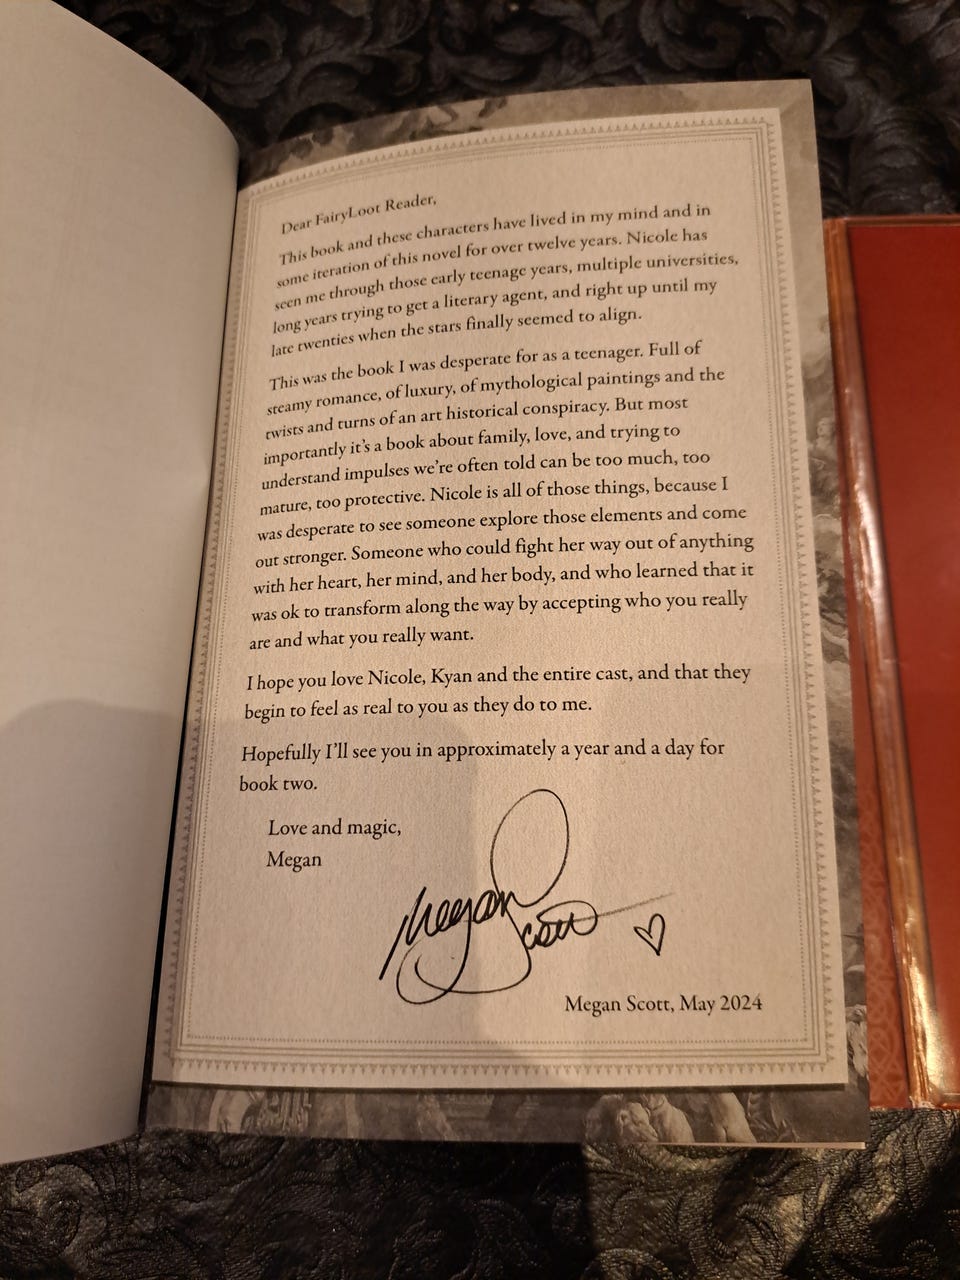 Dear FairyLoot Reader,
This book and these characters have lived in my mind and in
some iteration of this novel for over twelve years. Nicole has
seen me through those early teenage years, multiple universities,
long years trying to get a literary agent, and right up until my
late twenties when the stars finally seemed to align.
This was the book I was desperate for as a teenager. Full of
steamy romance, of luxury, of mythological paintings and the
twists and turns of an art historical conspiracy. But most
importantly it's a book about family, love, and trying to
understand impulses we're often told can be too much, too
mature, too protective. Nicole is all of those things, because I
was desperate to see someone explore those elements and come
out stronger. Someone who could fight her way out of anything
with her heart, her mind, and her body, and who learned that it
was ok to transform along the way by accepting who you really
are and what you really want.
I hope you love Nicole, Kyan and the entire cast, and that they
begin to feel as real to you as they do to me.
Hopefully I'll see you in approximately a year and a day for
book two.
Love and magic,
Megan
Megan
Scott
Megan Scott, May 2024